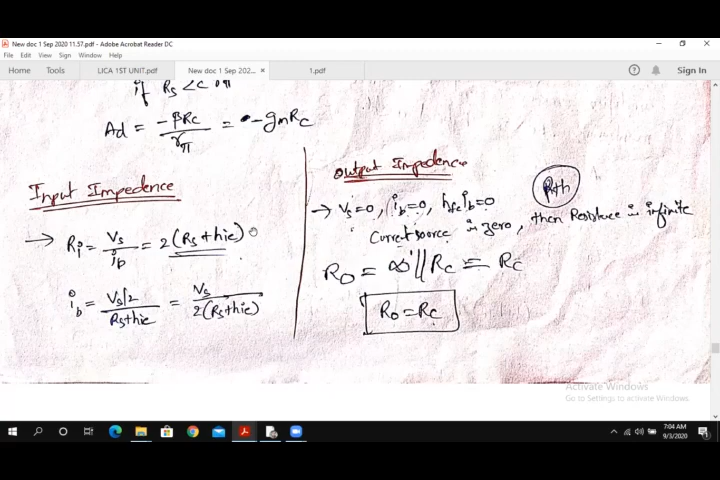 New doc 1 Sep 2020 11.57.pdf - Adobe Acrobat Reader DC
File Edit View Sign Window Help
Home Tools LICA 1ST UNIT.pdf New doc 1 Sep 202... × 1.pdf Sign In
if Rs <<
Ad = -βRc / rπ = -gmRc
Input Impedence
→ Ri = Vs / ib = 2(Rs + hie)
ib = Vs/2 / Rs+hie = Vs / 2(Rs+hie)
Output Impedence
Rth
→ Vs=0, ib=0, hfe ib=0
Current source is zero, then Resistance is infinite
Ro = ∞ || Rc = Rc
Ro = Rc
Activate Windows
Go to Settings to activate Windows.
7:04 AM
9/3/2020